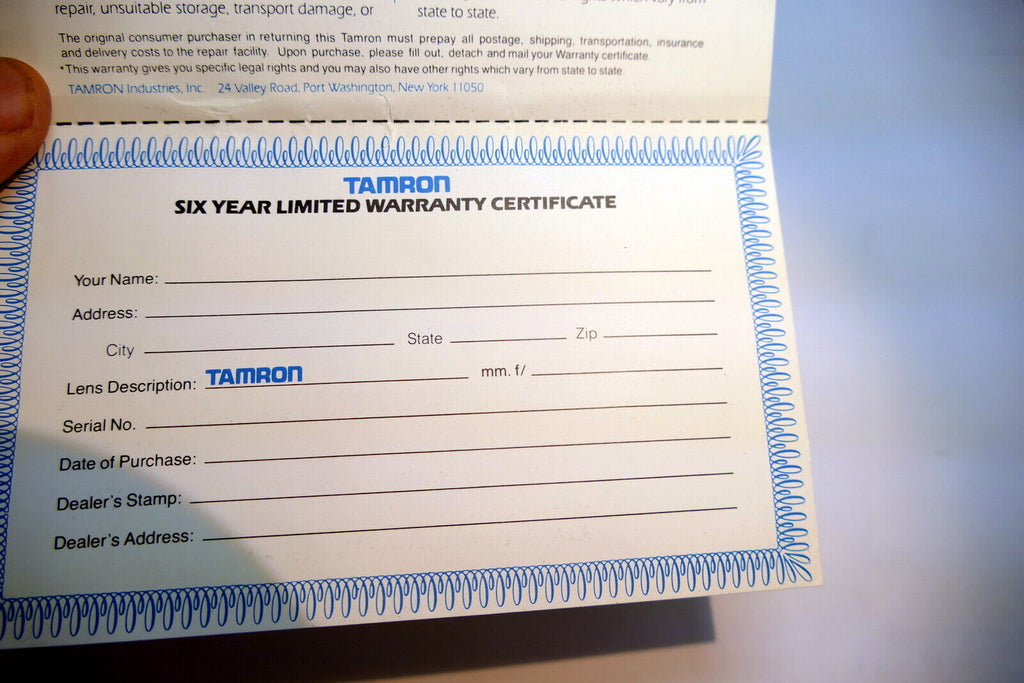 repair, unsuitable storage, transport damage, or
rights which vary from
state to state.
The original consumer purchaser in returning this Tamron must prepay all postage, shipping, transportation, insurance
and delivery costs to the repair facility. Upon purchase, please fill out, detach and mail your Warranty certificate.
*This warranty gives you specific legal rights and you may also have other rights which vary from state to state.
TAMRON Industries, Inc. 24 Valley Road, Port Washington, New York 11050
TAMRON
SIX YEAR LIMITED WARRANTY CERTIFICATE
Your Name:
Address:
City State Zip
Lens Description: TAMRON mm. f/
Serial No.
Date of Purchase:
Dealer's Stamp:
Dealer's Address: